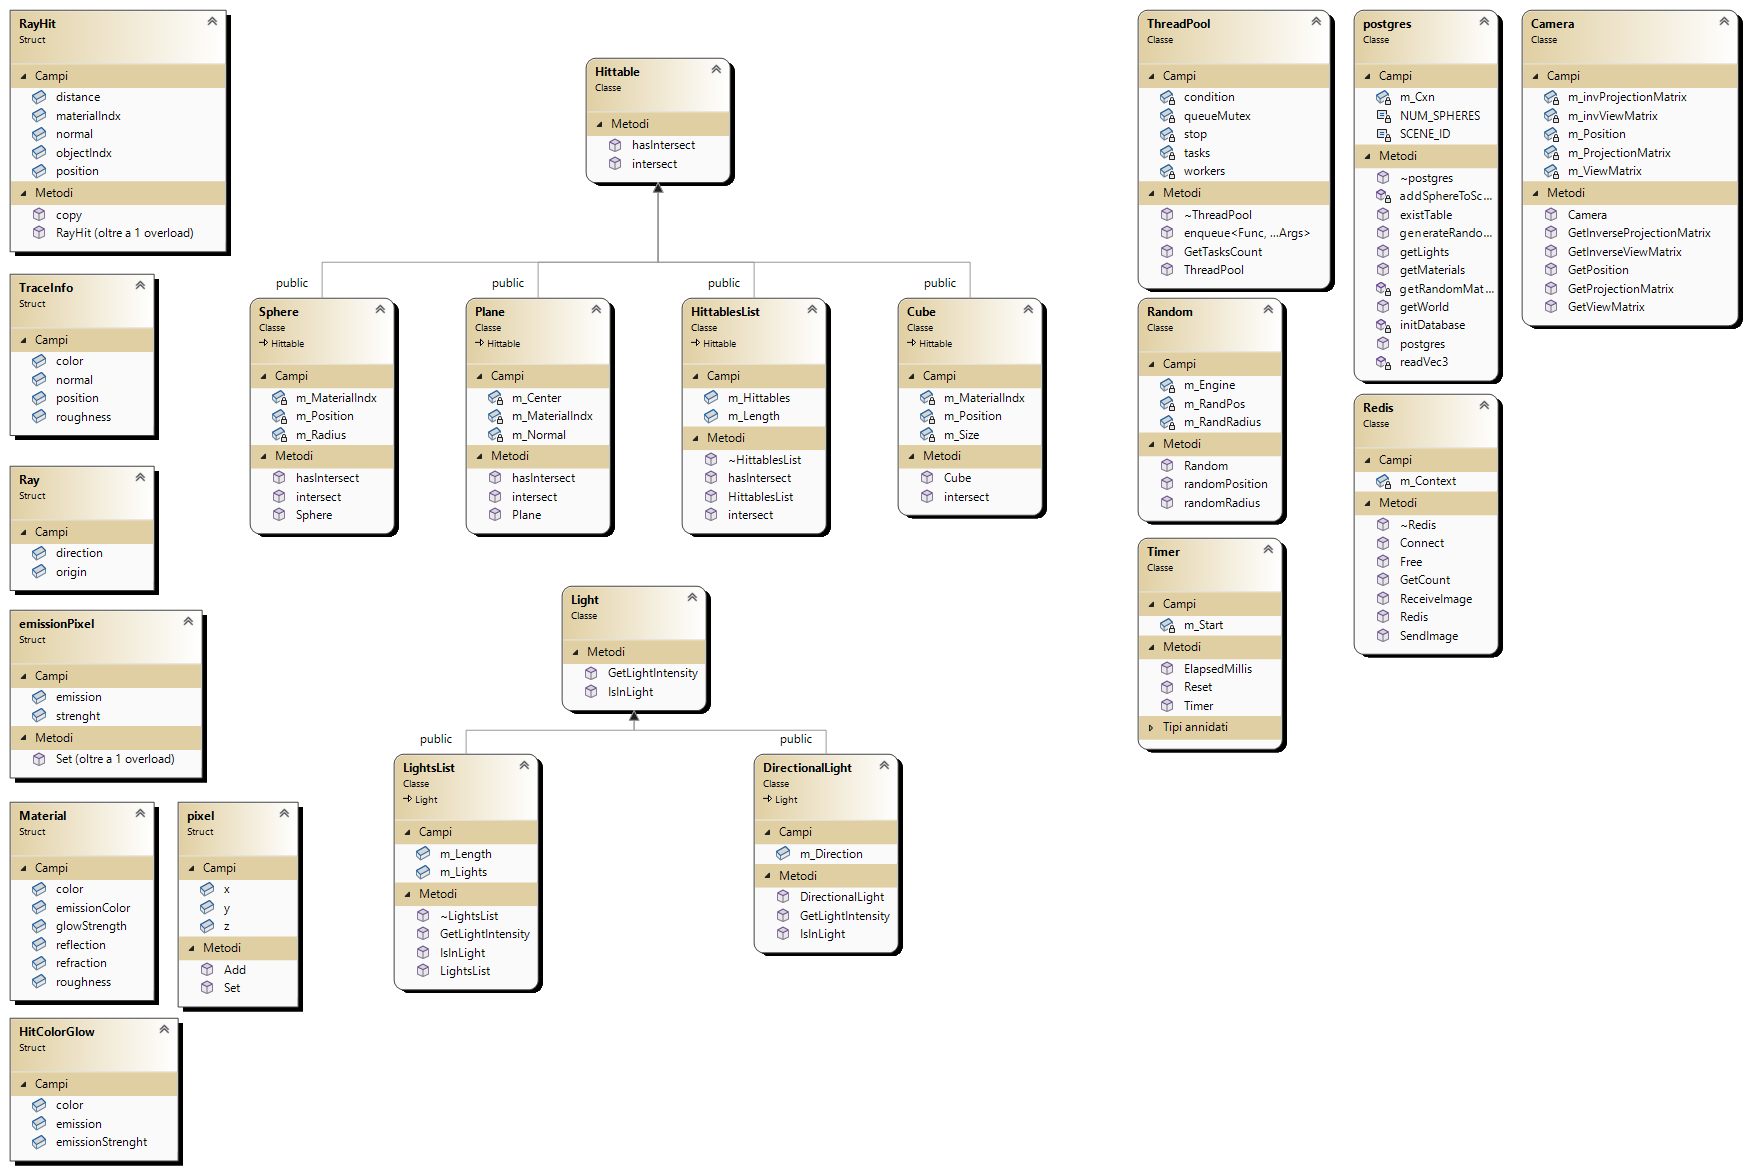 RayHit
Struct
Campi
distance
materialIndx
normal
objectIndx
position
Metodi
copy
RayHit (oltre a 1 overload)
TraceInfo
Struct
Campi
color
normal
position
roughness
Ray
Struct
Campi
direction
origin
emissionPixel
Struct
Campi
emission
strenght
Metodi
Set (oltre a 1 overload)
Material
Struct
Campi
color
emissionColor
glowStrength
reflection
refraction
roughness
pixel
Struct
Campi
x
y
z
Metodi
Add
Set
HitColorGlow
Struct
Campi
color
emission
emissionStrenght
Hittable
Classe
Metodi
hasIntersect
intersect
public
public
public
public
Sphere
Classe
Hittable
Campi
m_MaterialIndx
m_Position
m_Radius
Metodi
hasIntersect
intersect
Sphere
Plane
Classe
Hittable
Campi
m_Center
m_MaterialIndx
m_Normal
Metodi
hasIntersect
intersect
Plane
HittablesList
Classe
Hittable
Campi
m_Hittables
m_Length
Metodi
~HittablesList
hasIntersect
HittablesList
intersect
Cube
Classe
Hittable
Campi
m_MaterialIndx
m_Position
m_Size
Metodi
Cube
intersect
Light
Classe
Metodi
GetLightIntensity
IsInLight
public
public
LightsList
Classe
Light
Campi
m_Length
m_Lights
Metodi
~LightsList
GetLightIntensity
IsInLight
LightsList
DirectionalLight
Classe
Light
Campi
m_Direction
Metodi
DirectionalLight
GetLightIntensity
IsInLight
ThreadPool
Classe
Campi
condition
queueMutex
stop
tasks
workers
Metodi
~ThreadPool
enqueue<Func, ...Args>
GetTasksCount
ThreadPool
Random
Classe
Campi
m_Engine
m_RandPos
m_RandRadius
Metodi
Random
randomPosition
randomRadius
Timer
Classe
Campi
m_Start
Metodi
ElapsedMillis
Reset
Timer
Tipi annidati
postgres
Classe
Campi
m_Cxn
NUM_SPHERES
SCENE_ID
Metodi
~postgres
addSphereToSc...
existTable
generateRando...
getLights
getMaterials
getRandomMat...
getWorld
initDatabase
postgres
readVec3
Redis
Classe
Campi
m_Context
Metodi
~Redis
Connect
Free
GetCount
ReceiveImage
Redis
SendImage
Camera
Classe
Campi
m_invProjectionMatrix
m_invViewMatrix
m_Position
m_ProjectionMatrix
m_ViewMatrix
Metodi
Camera
GetInverseProjectionMatrix
GetInverseViewMatrix
GetPosition
GetProjectionMatrix
GetViewMatrix